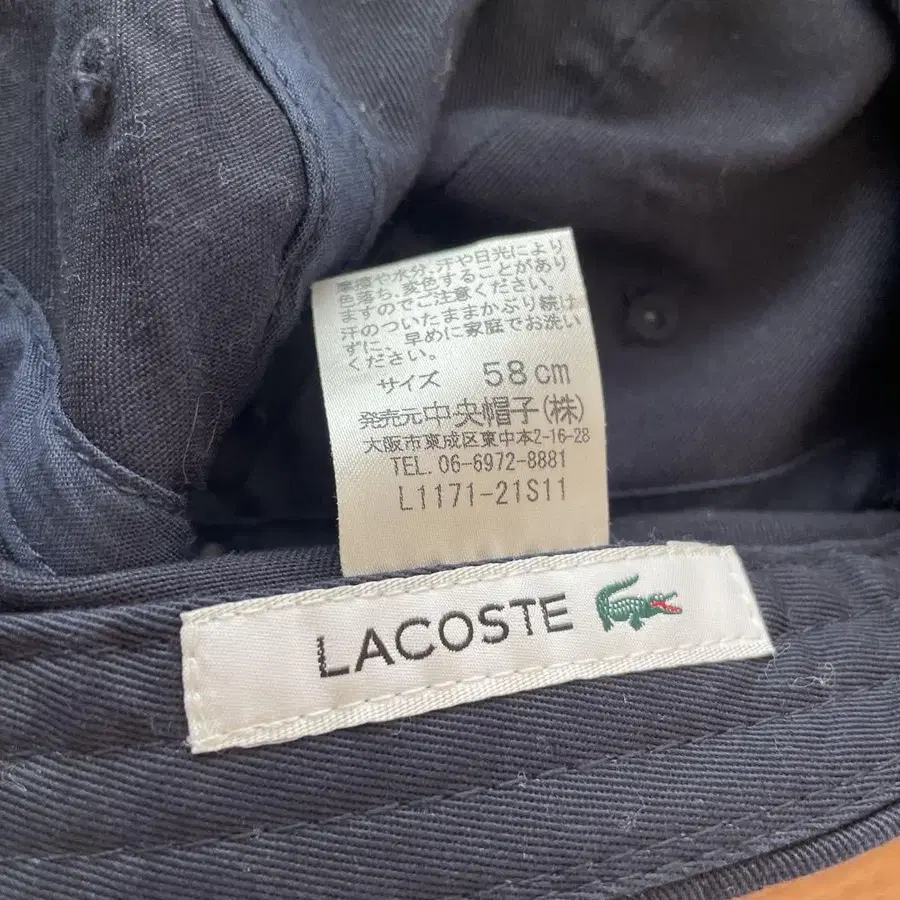 摩擦や水分、汗や日光により
色落ち、変色することがあり
ますのでご注意ください。
汗のついたままかぶり続け
ずに、早めに家庭でお洗い
ください。
サイズ 58cm
発売元中央帽子(株)
大阪市東成区東中本2-16-28
TEL. 06-6972-8881
L1171-21S11
LACOSTE